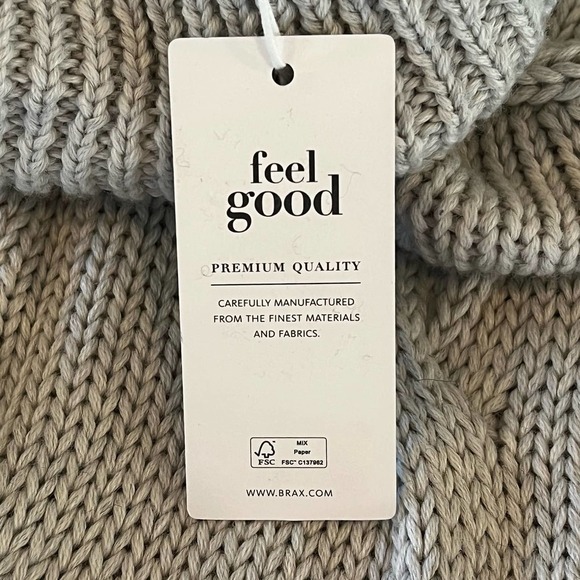 feel
good
PREMIUM QUALITY
CAREFULLY MANUFACTURED
FROM THE FINEST MATERIALS
AND FABRICS.
MIX
Paper
FSC
FSC™ C137982
WWW.BRAX.COM